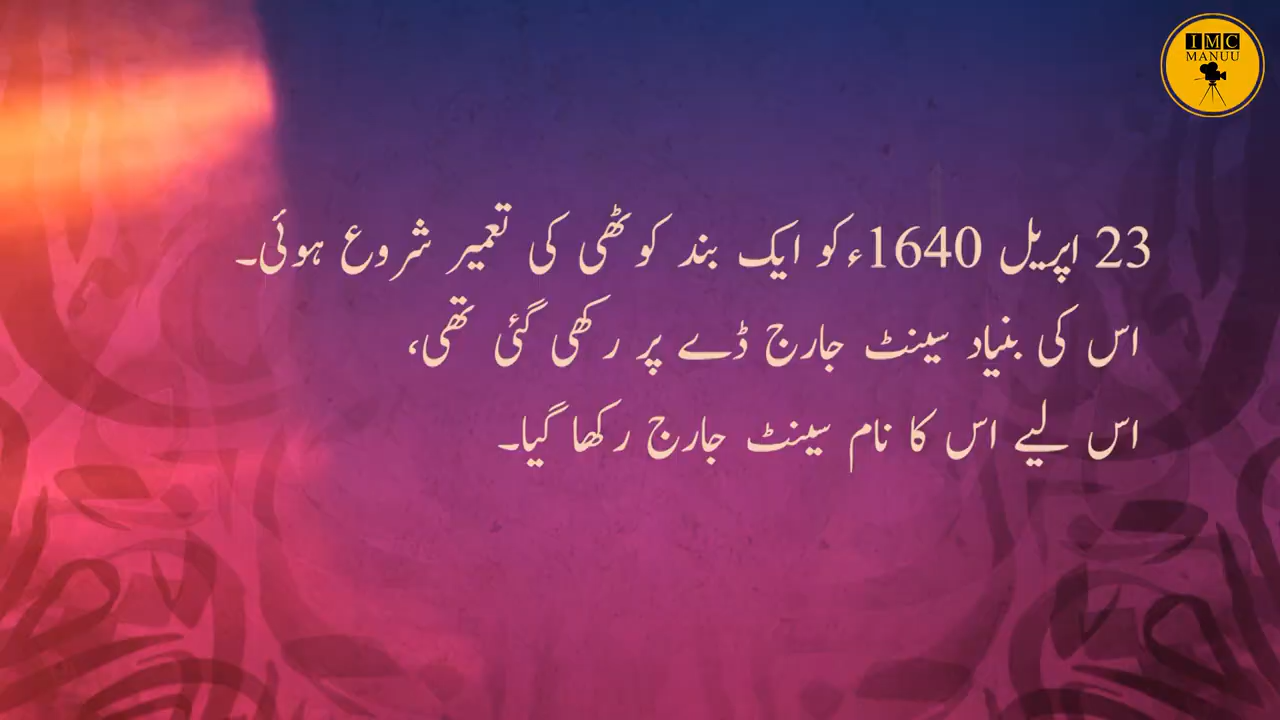 IMC
MANUU
23 اپریل 1640ء کو ایک بند کوٹھی کی تعمیر شروع ہوئی۔
اس کی بنیاد سینٹ جارج ڈے پر رکھی گئی تھی،
اس لیے اس کا نام سینٹ جارج رکھا گیا۔